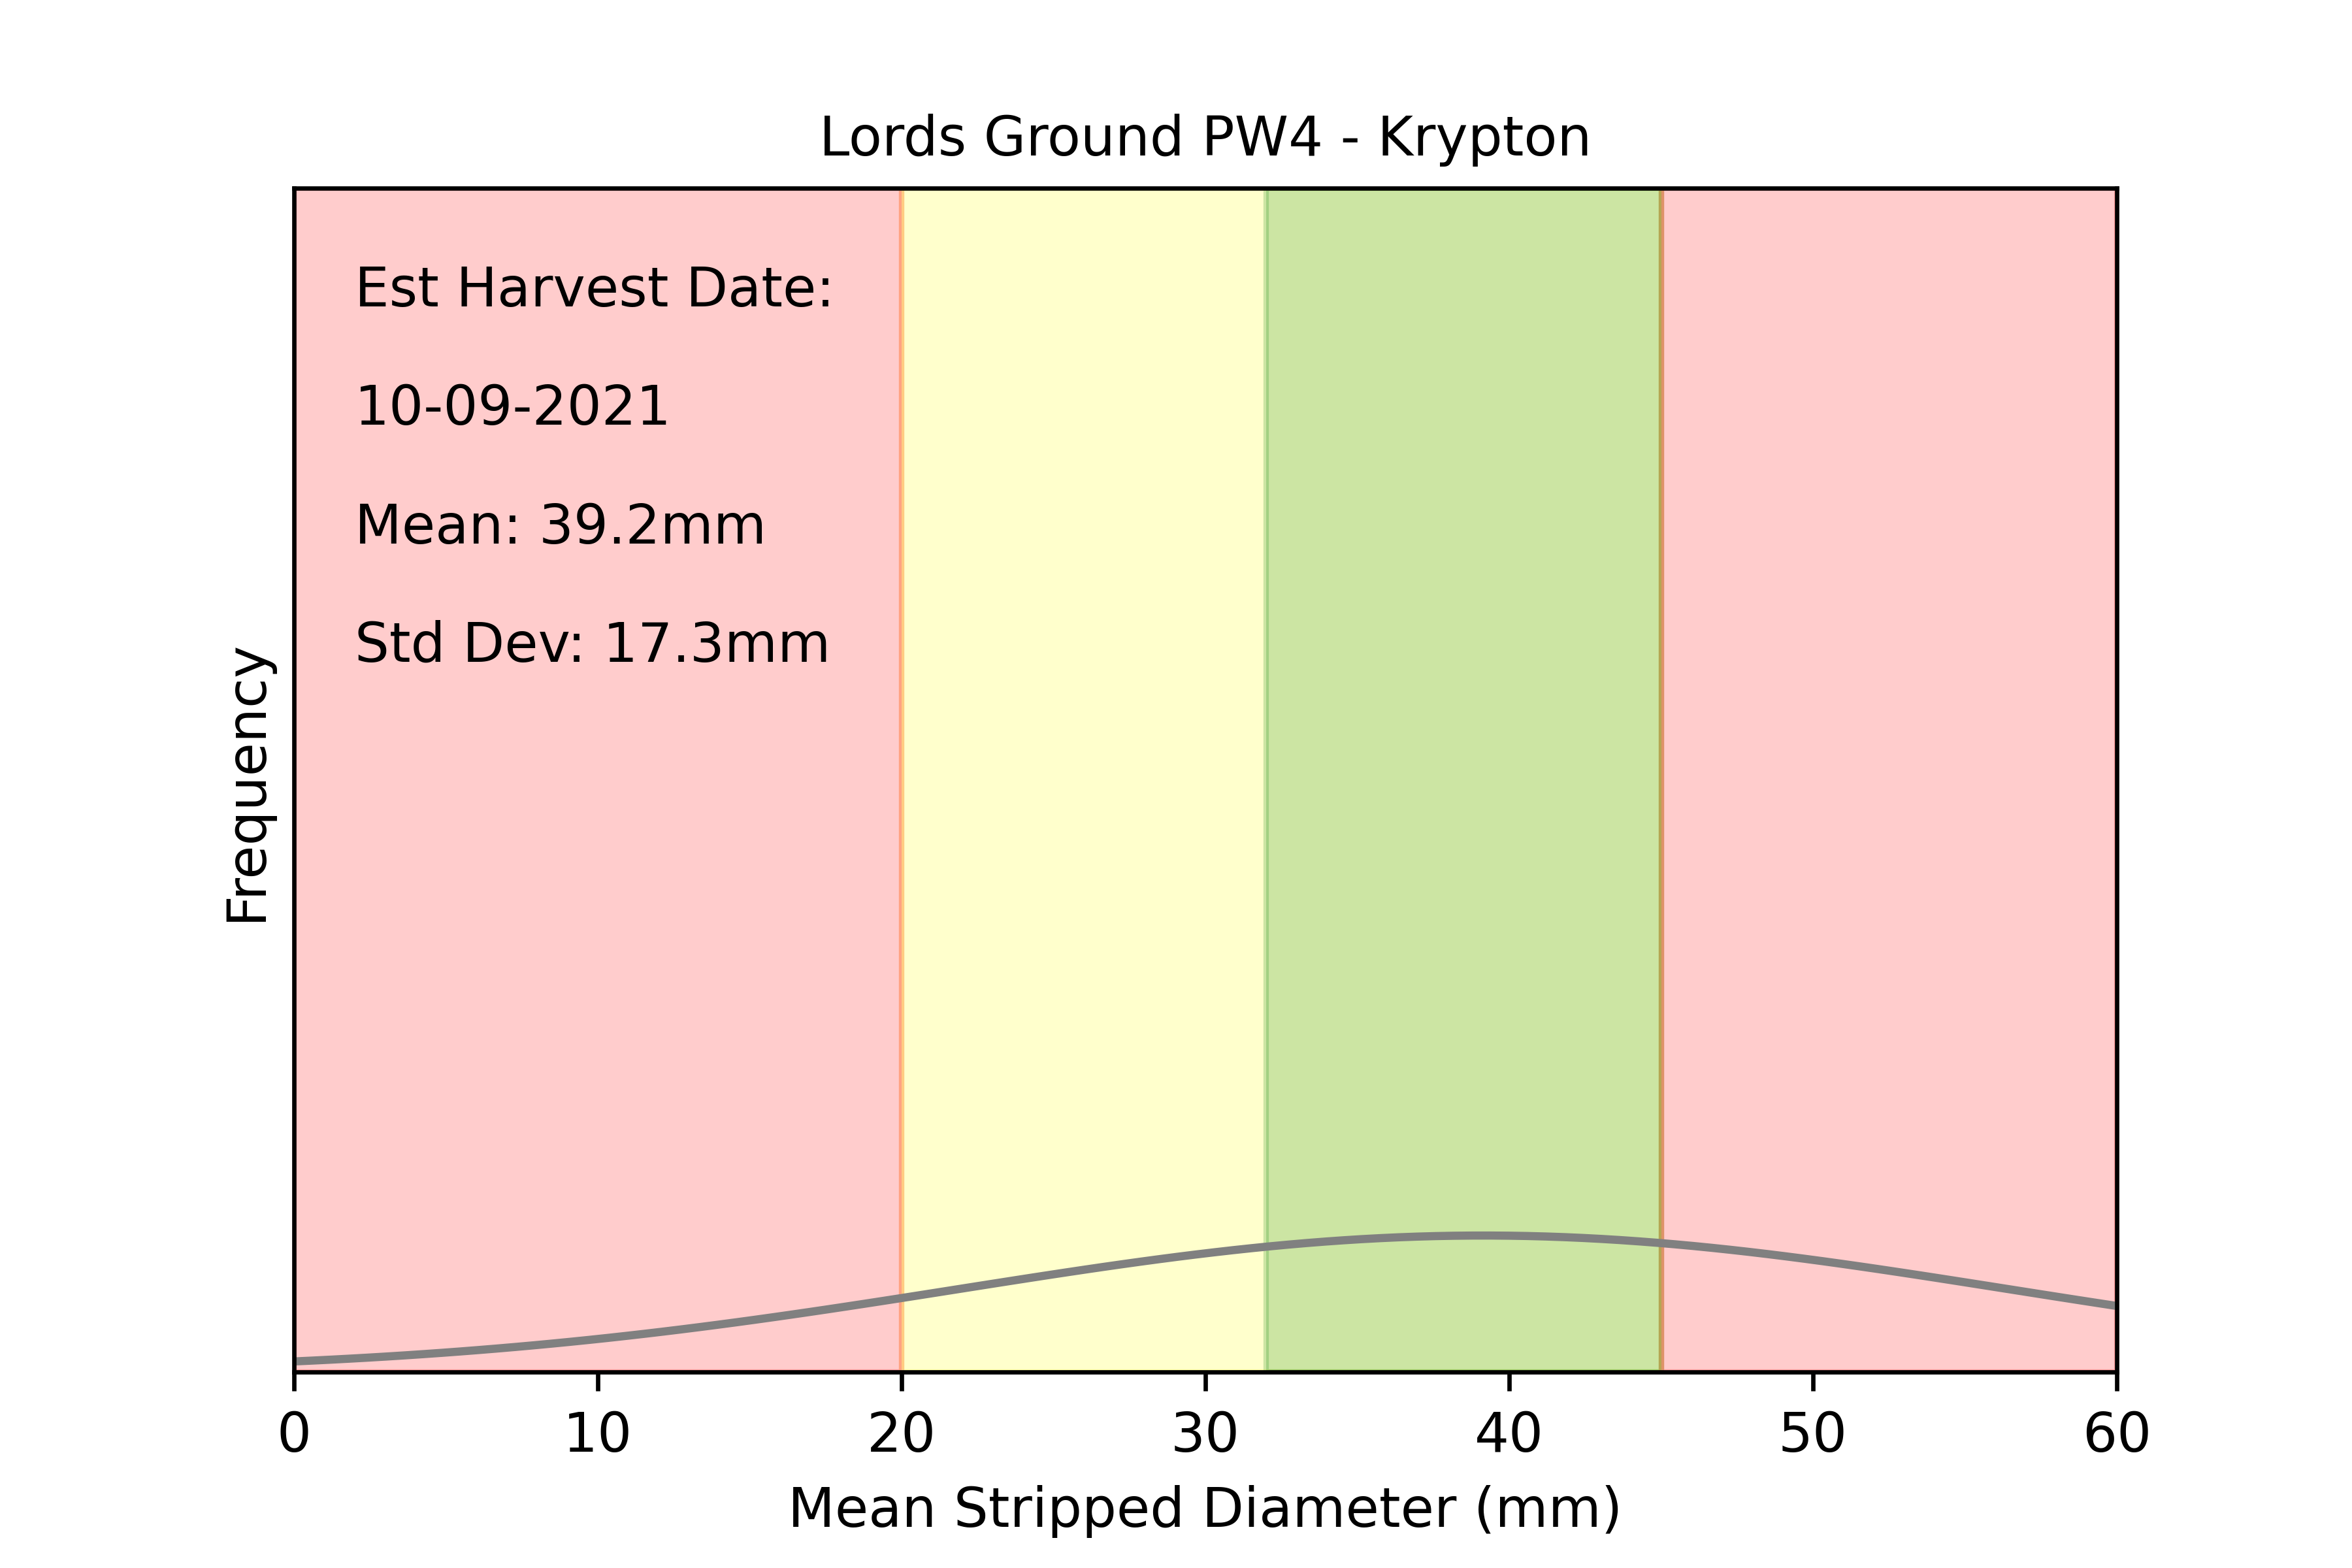 Lords Ground PW4 - Krypton
Est Harvest Date:
10-09-2021
Mean: 39.2mm
Std Dev: 17.3mm
Frequency
0 10 20 30 40 50 60
Mean Stripped Diameter (mm)